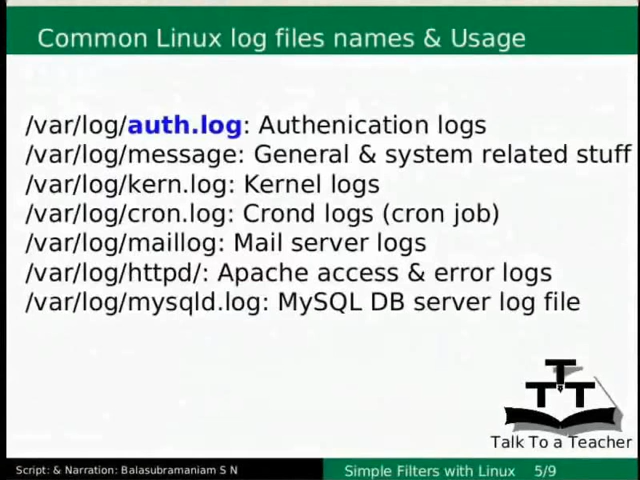 Common Linux log files names & Usage
/var/log/auth.log: Authenication logs
/var/log/message: General & system related stuff
/var/log/kern.log: Kernel logs
/var/log/cron.log: Crond logs (cron job)
/var/log/maillog: Mail server logs
/var/log/httpd/: Apache access & error logs
/var/log/mysqld.log: MySQL DB server log file
T T T
Talk To a Teacher
Script: & Narration: Balasubramaniam S N
Simple Filters with Linux 5/9